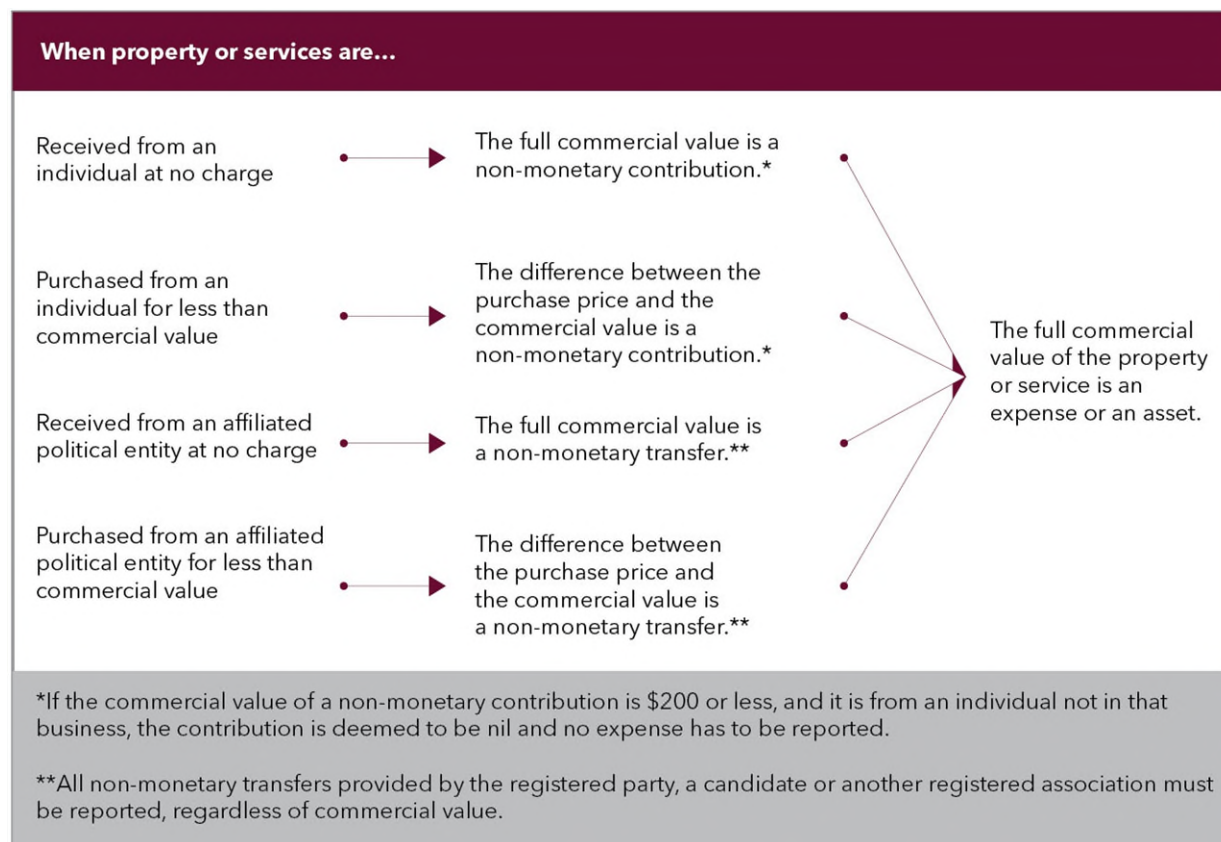 When property or services are...
Received from an
individual at no charge
The full commercial value is a
non-monetary contribution.*
Purchased from an
individual for less than
commercial value
The difference between the
purchase price and the
commercial value is a
non-monetary contribution.*
Received from an affiliated
political entity at no charge
The full commercial value is
a non-monetary transfer.**
Purchased from an affiliated
political entity for less than
commercial value
The difference between
the purchase price and
the commercial value is
a non-monetary transfer.**
The full commercial
value of the property
or service is an
expense or an asset.
*If the commercial value of a non-monetary contribution is $200 or less, and it is from an individual not in that
business, the contribution is deemed to be nil and no expense has to be reported.
**All non-monetary transfers provided by the registered party, a candidate or another registered association must
be reported, regardless of commercial value.